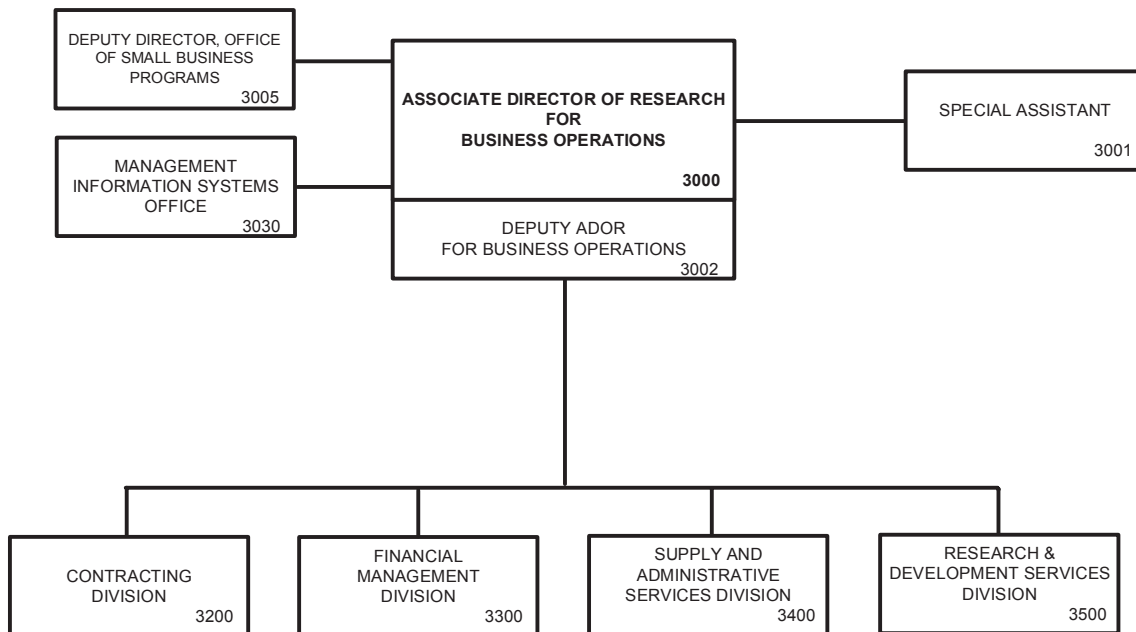 DEPUTY DIRECTOR, OFFICE
OF SMALL BUSINESS
PROGRAMS
3005
MANAGEMENT
INFORMATION SYSTEMS
OFFICE
3030
ASSOCIATE DIRECTOR OF RESEARCH
FOR
BUSINESS OPERATIONS
3000
DEPUTY ADOR
FOR BUSINESS OPERATIONS
3002
SPECIAL ASSISTANT
3001
CONTRACTING
DIVISION
3200
FINANCIAL
MANAGEMENT
DIVISION
3300
SUPPLY AND
ADMINISTRATIVE
SERVICES DIVISION
3400
RESEARCH &
DEVELOPMENT SERVICES
DIVISION
3500